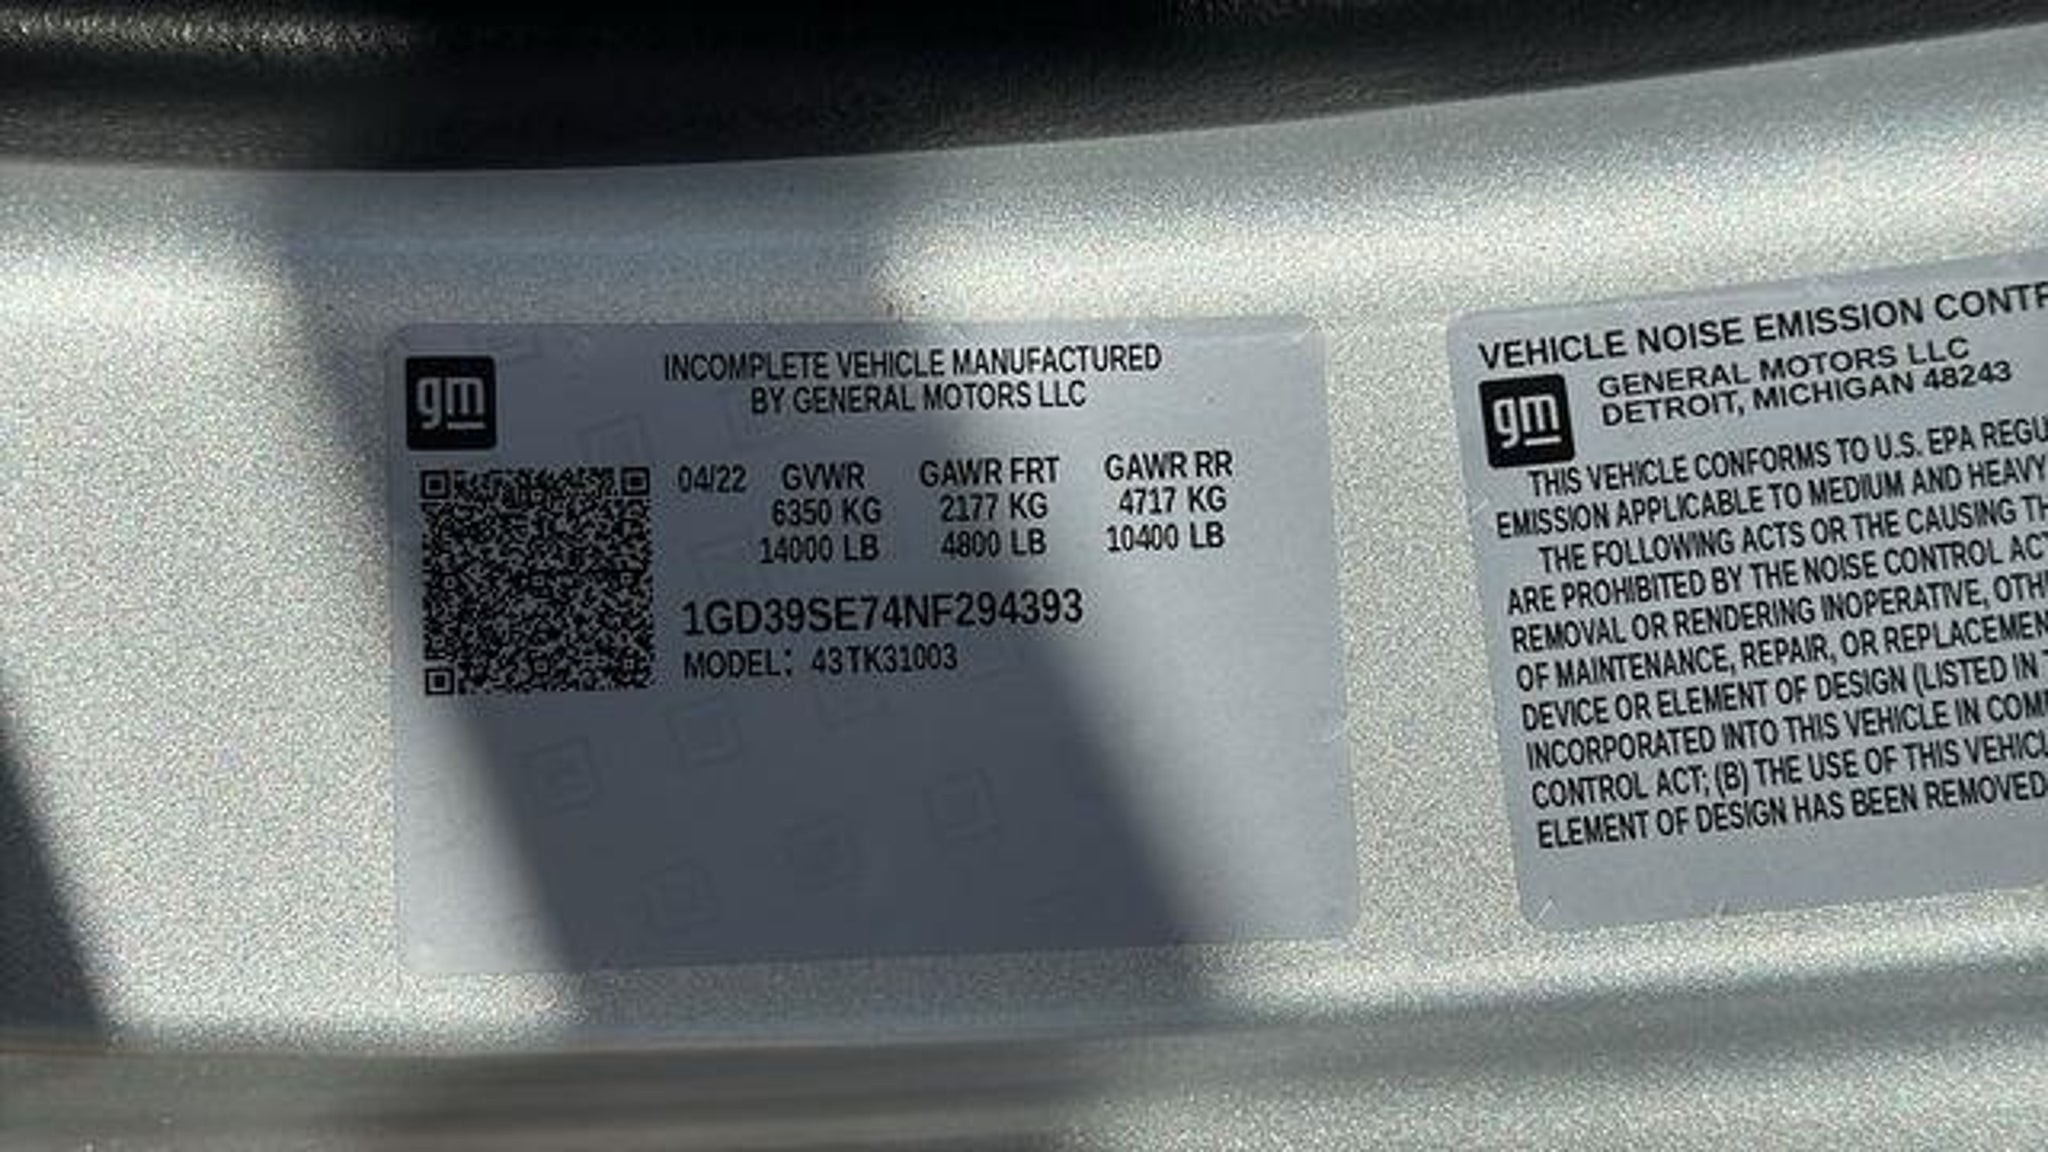 gm
INCOMPLETE VEHICLE MANUFACTURED
BY GENERAL MOTORS LLC
04/22 GVWR GAWR FRT GAWR RR
6350 KG 2177 KG 4717 KG
14000 LB 4800 LB 10400 LB
1GD39SE74NF294393
MODEL: 43TK31003
VEHICLE NOISE EMISSION CONTR
gm
GENERAL MOTORS LLC
DETROIT, MICHIGAN 48243
THIS VEHICLE CONFORMS TO U.S. EPA REGU
EMISSION APPLICABLE TO MEDIUM AND HEAVY
THE FOLLOWING ACTS OR THE CAUSING TH
ARE PROHIBITED BY THE NOISE CONTROL ACT
REMOVAL OR RENDERING INOPERATIVE, OTH
OF MAINTENANCE, REPAIR, OR REPLACEMEN
DEVICE OR ELEMENT OF DESIGN (LISTED IN T
INCORPORATED INTO THIS VEHICLE IN COMP
CONTROL ACT; (B) THE USE OF THIS VEHICL
ELEMENT OF DESIGN HAS BEEN REMOVED